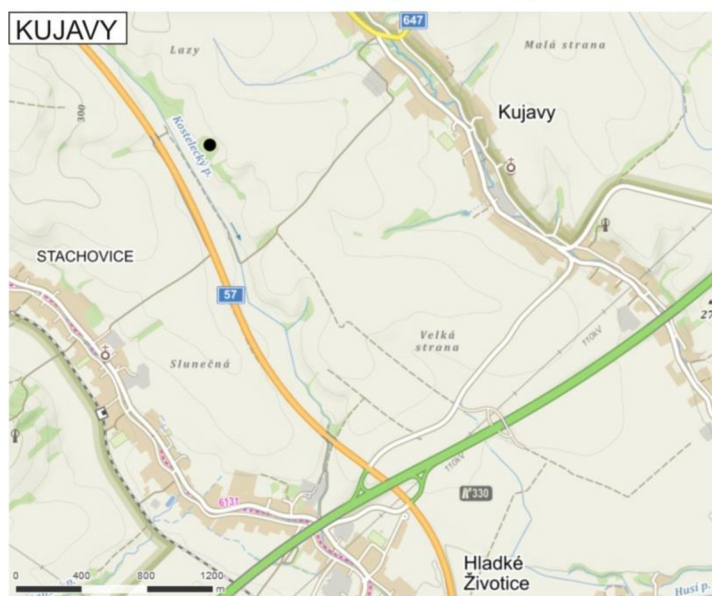 KUJAVY
647
Lazy
Malá strana
300
Kostelecký p.
Kujavy
STACHOVICE
57
Velká
strana
Slunečná
110kV
110kV
6131
330
Hladké
Životice
Husí p.
0 400 800 1200
m